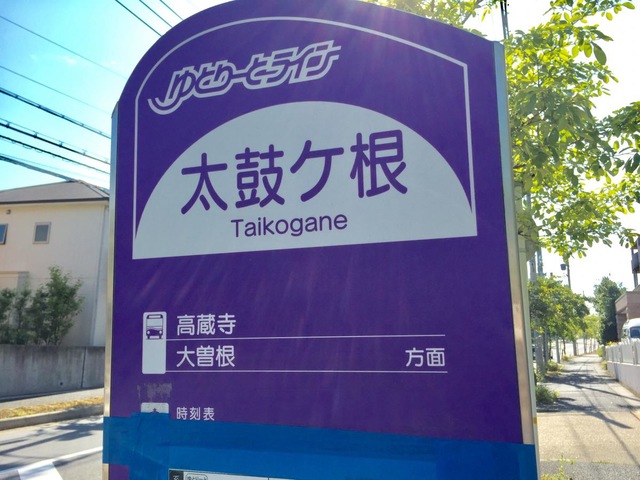 ゆとりーとライン
太鼓ケ根
Taikogane
高蔵寺
大曽根 方面
時刻表